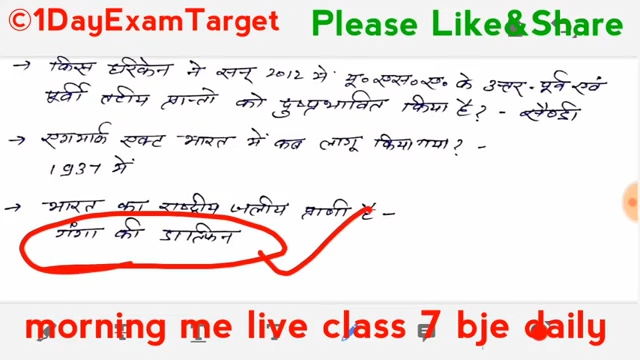 ©1DayExamTarget
Please Like&Share
→ किस हरिकेन ने सन् 2012 में यू०एस०ए० के उत्तर-पूर्व एवं
पूर्वी तटीय प्रान्तो को दुष्प्रभावित किया है? - सैण्डी
→ एगमार्क एक्ट भारत में कब लागू किया गया? -
1937 में
→ भारत का राष्ट्रीय जलीय प्राणी है -
गंगा की डाल्फिन
morning me live class 7 bje daily